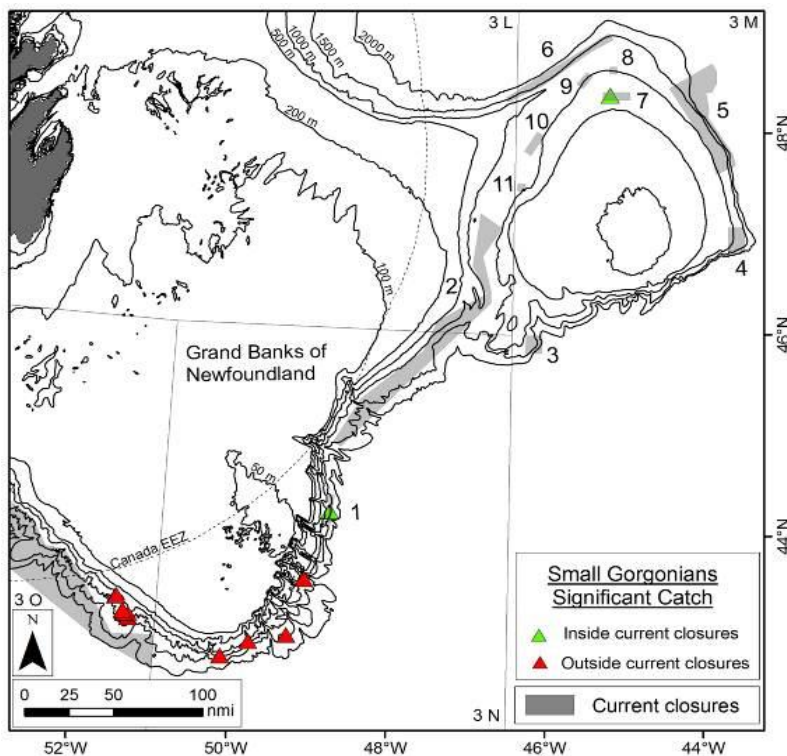 3 L
3 M
500 m
1000 m
1500 m
2000 m
6
8
9
7
5
200 m
10
48°N
11
100 m
2
4
46°N
3
Grand Banks of
Newfoundland
50 m
1
44°N
Canada EEZ
3 O
N
Small Gorgonians
Significant Catch
Inside current closures
Outside current closures
Current closures
0 25 50 100
nmi
3 N
52°W 50°W 48°W 46°W 44°W